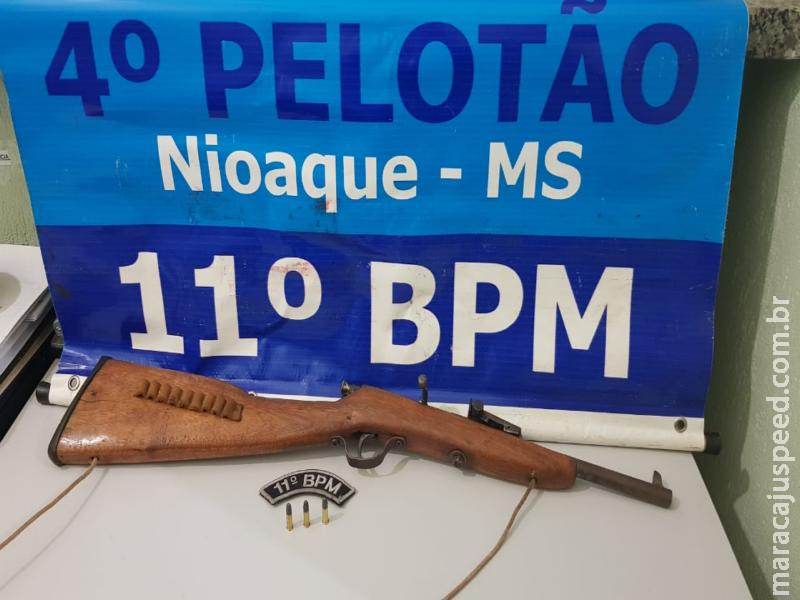 4º PELOTÃO
Nioaque - MS
11º BPM
11º BPM
maracajuspeed.com.br